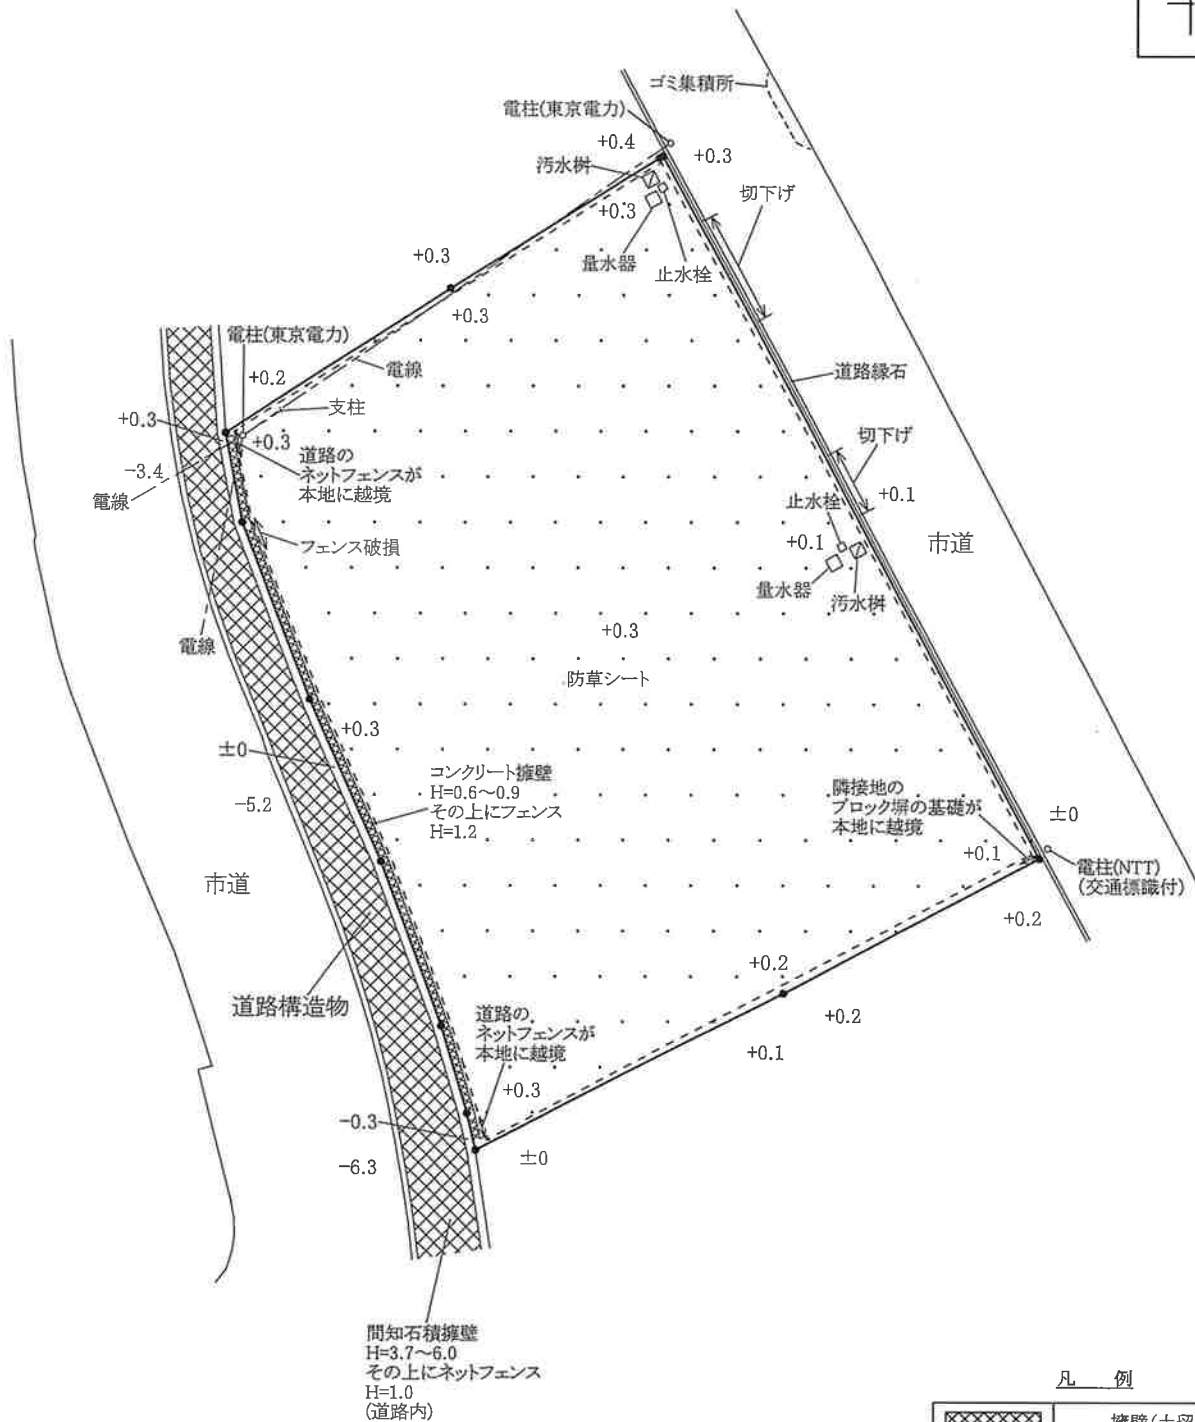 ゴミ集積所
電柱(東京電力)
+0.4
+0.3
汚水桝
切下げ
+0.3
+0.3
量水器
止水栓
+0.3
電柱(東京電力)
電線
道路縁石
+0.2
支柱
+0.3
切下げ
+0.3
道路の
ネットフェンスが
本地に越境
-3.4
電線
+0.1
止水栓
フェンス破損
+0.1
市道
量水器
汚水桝
+0.3
電線
防草シート
+0.3
±0
コンクリート擁壁
H=0.6～0.9
その上にフェンス
H=1.2
-5.2
隣接地の
ブロック塀の基礎が
本地に越境
±0
+0.1
電柱(NTT)
(交通標識付)
市道
+0.2
+0.2
道路構造物
道路の
ネットフェンスが
本地に越境
+0.2
+0.1
+0.3
-0.3
±0
-6.3
間知石積擁壁
H=3.7～6.0
その上にネットフェンス
H=1.0
(道路内)
凡 例